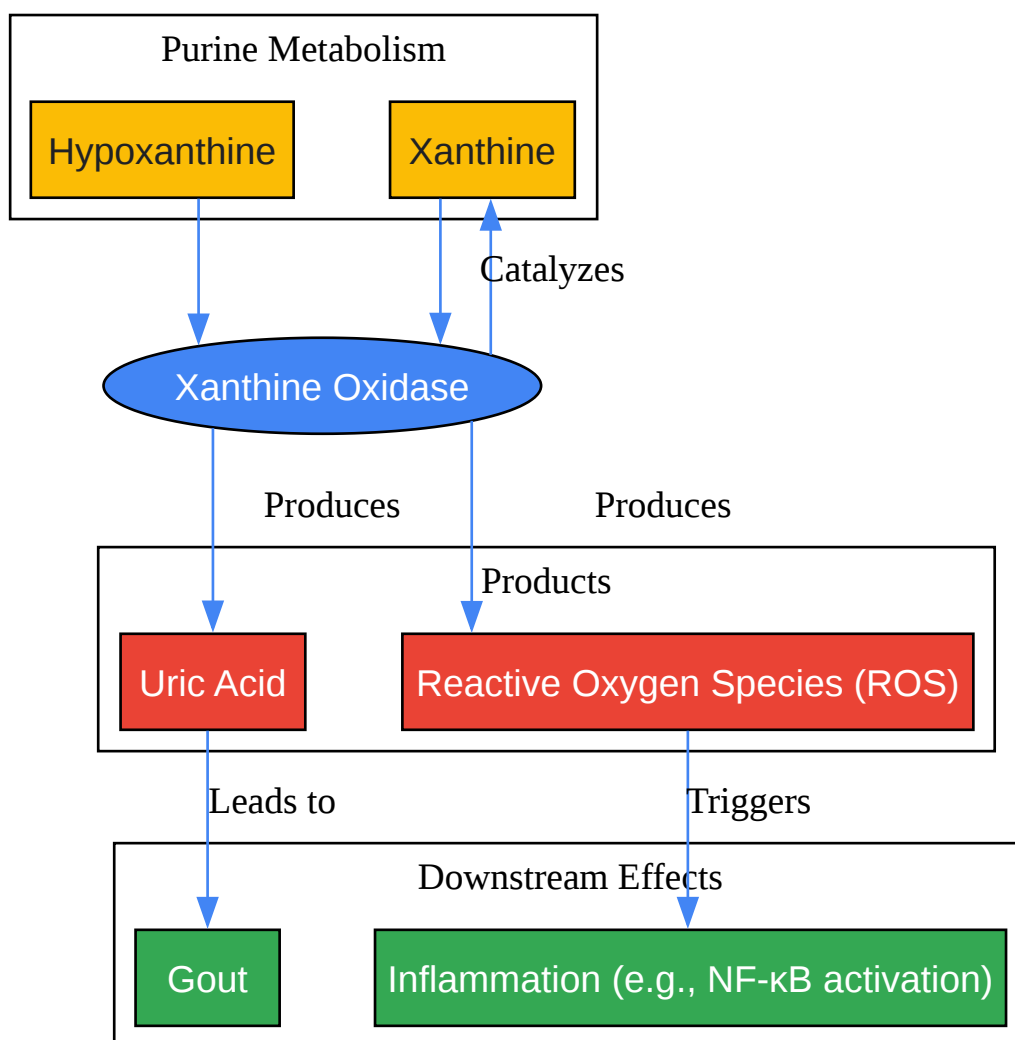 Purine Metabolism
Hypoxanthine
Xanthine
Catalyzes
Xanthine Oxidase
Produces
Produces
Products
Uric Acid
Reactive Oxygen Species (ROS)
Leads to
Triggers
Downstream Effects
Gout
Inflammation (e.g., NF-κB activation)